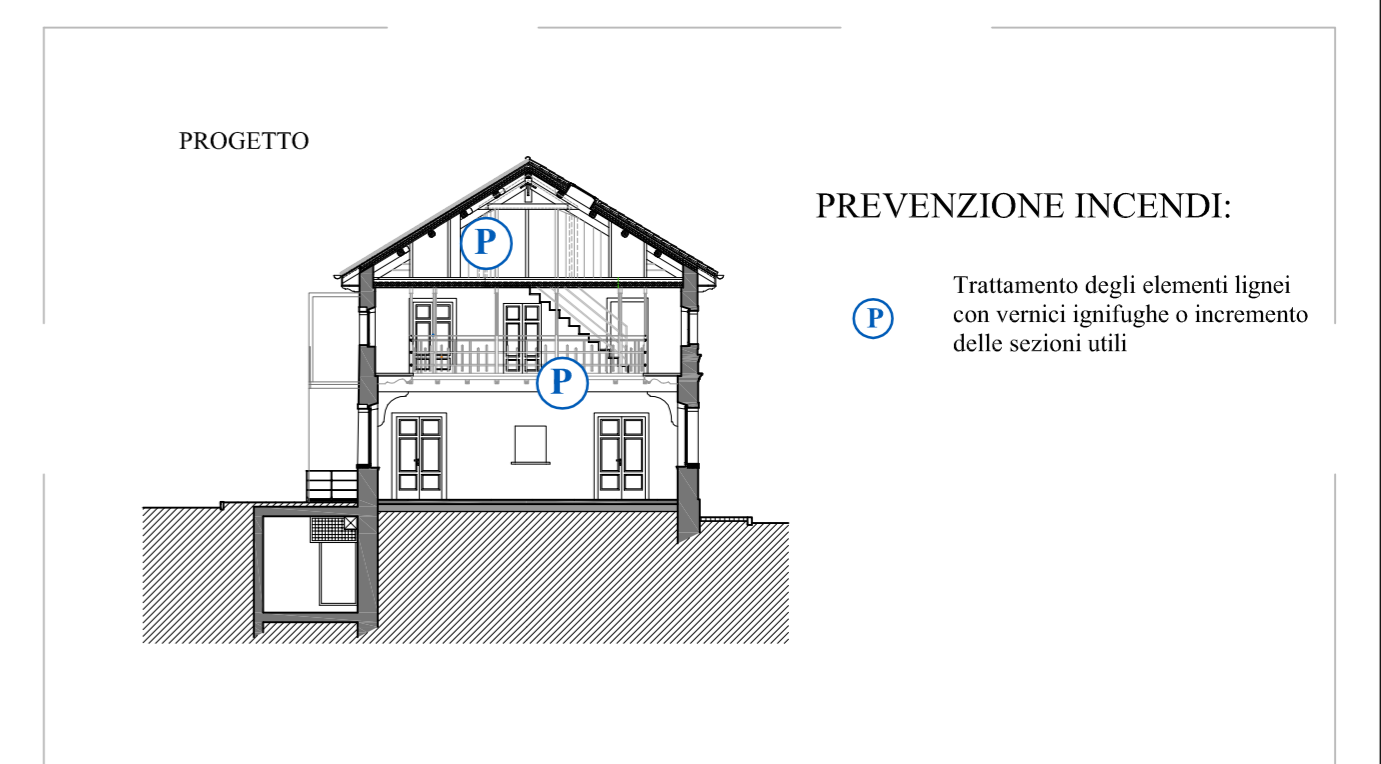 PROGETTO
PREVENZIONE INCENDI:
P
P
P
Trattamento degli elementi lignei
con vernici ignifughe o incremento
delle sezioni utili